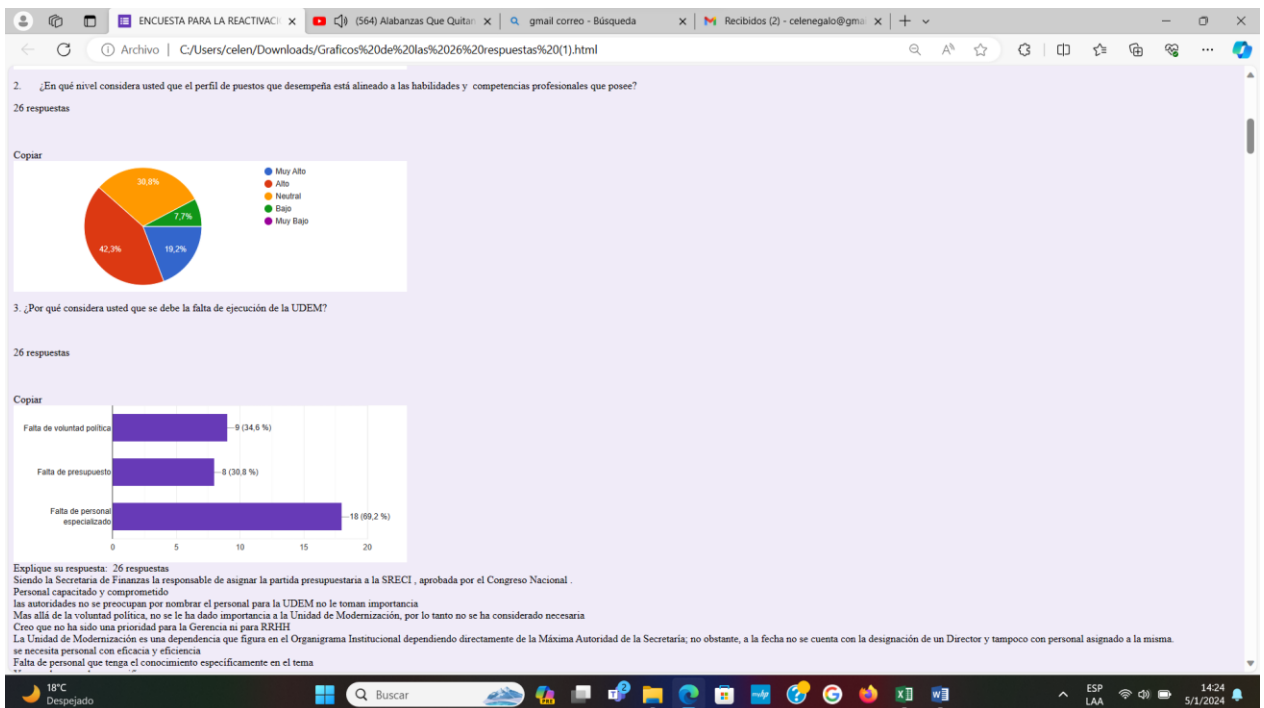 ENCUESTA PARA LA REACTIVACI
(564) Alabanzas Que Quitan
gmail correo - Búsqueda
Recibidos (2) - celenegalo@gmai
Archivo | C:/Users/celen/Downloads/Graficos%20de%20las%2026%20respuestas%20(1).html
2. ¿En qué nivel considera usted que el perfil de puestos que desempeña está alineado a las habilidades y competencias profesionales que posee?
26 respuestas
Copiar
Muy Alto
Alto
Neutral
Bajo
Muy Bajo
30,8%
7,7%
42,3%
19,2%
3. ¿Por qué considera usted que se debe la falta de ejecución de la UDEM?
26 respuestas
Copiar
Falta de voluntad política
9 (34,6 %)
Falta de presupuesto
8 (30,8 %)
Falta de personal
especializado
18 (69,2 %)
0 5 10 15 20
Explique su respuesta: 26 respuestas
Siendo la Secretaria de Finanzas la responsable de asignar la partida presupuestaria a la SRECI , aprobada por el Congreso Nacional .
Personal capacitado y comprometido
las autoridades no se preocupan por nombrar el personal para la UDEM no le toman importancia
Mas allá de la voluntad política, no se le ha dado importancia a la Unidad de Modernización, por lo tanto no se ha considerado necesaria
Creo que no ha sido una prioridad para la Gerencia ni para RRHH
La Unidad de Modernización es una dependencia que figura en el Organigrama Institucional dependiendo directamente de la Máxima Autoridad de la Secretaría; no obstante, a la fecha no se cuenta con la designación de un Director y tampoco con personal asignado a la misma.
se necesita personal con eficacia y eficiencia
Falta de personal que tenga el conocimiento específicamente en el tema
18°C
Despejado
Buscar
ESP
LAA
14:24
5/1/2024